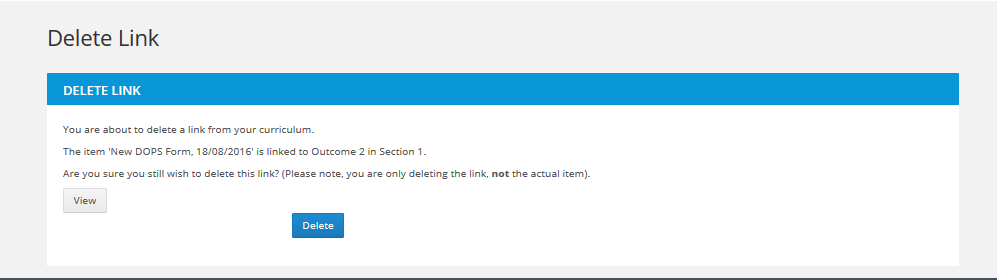 Delete Link
DELETE LINK
You are about to delete a link from your curriculum.
The item 'New DOPS Form, 18/08/2016' is linked to Outcome 2 in Section 1.
Are you sure you still wish to delete this link? (Please note, you are only deleting the link, not the actual item).
View
Delete